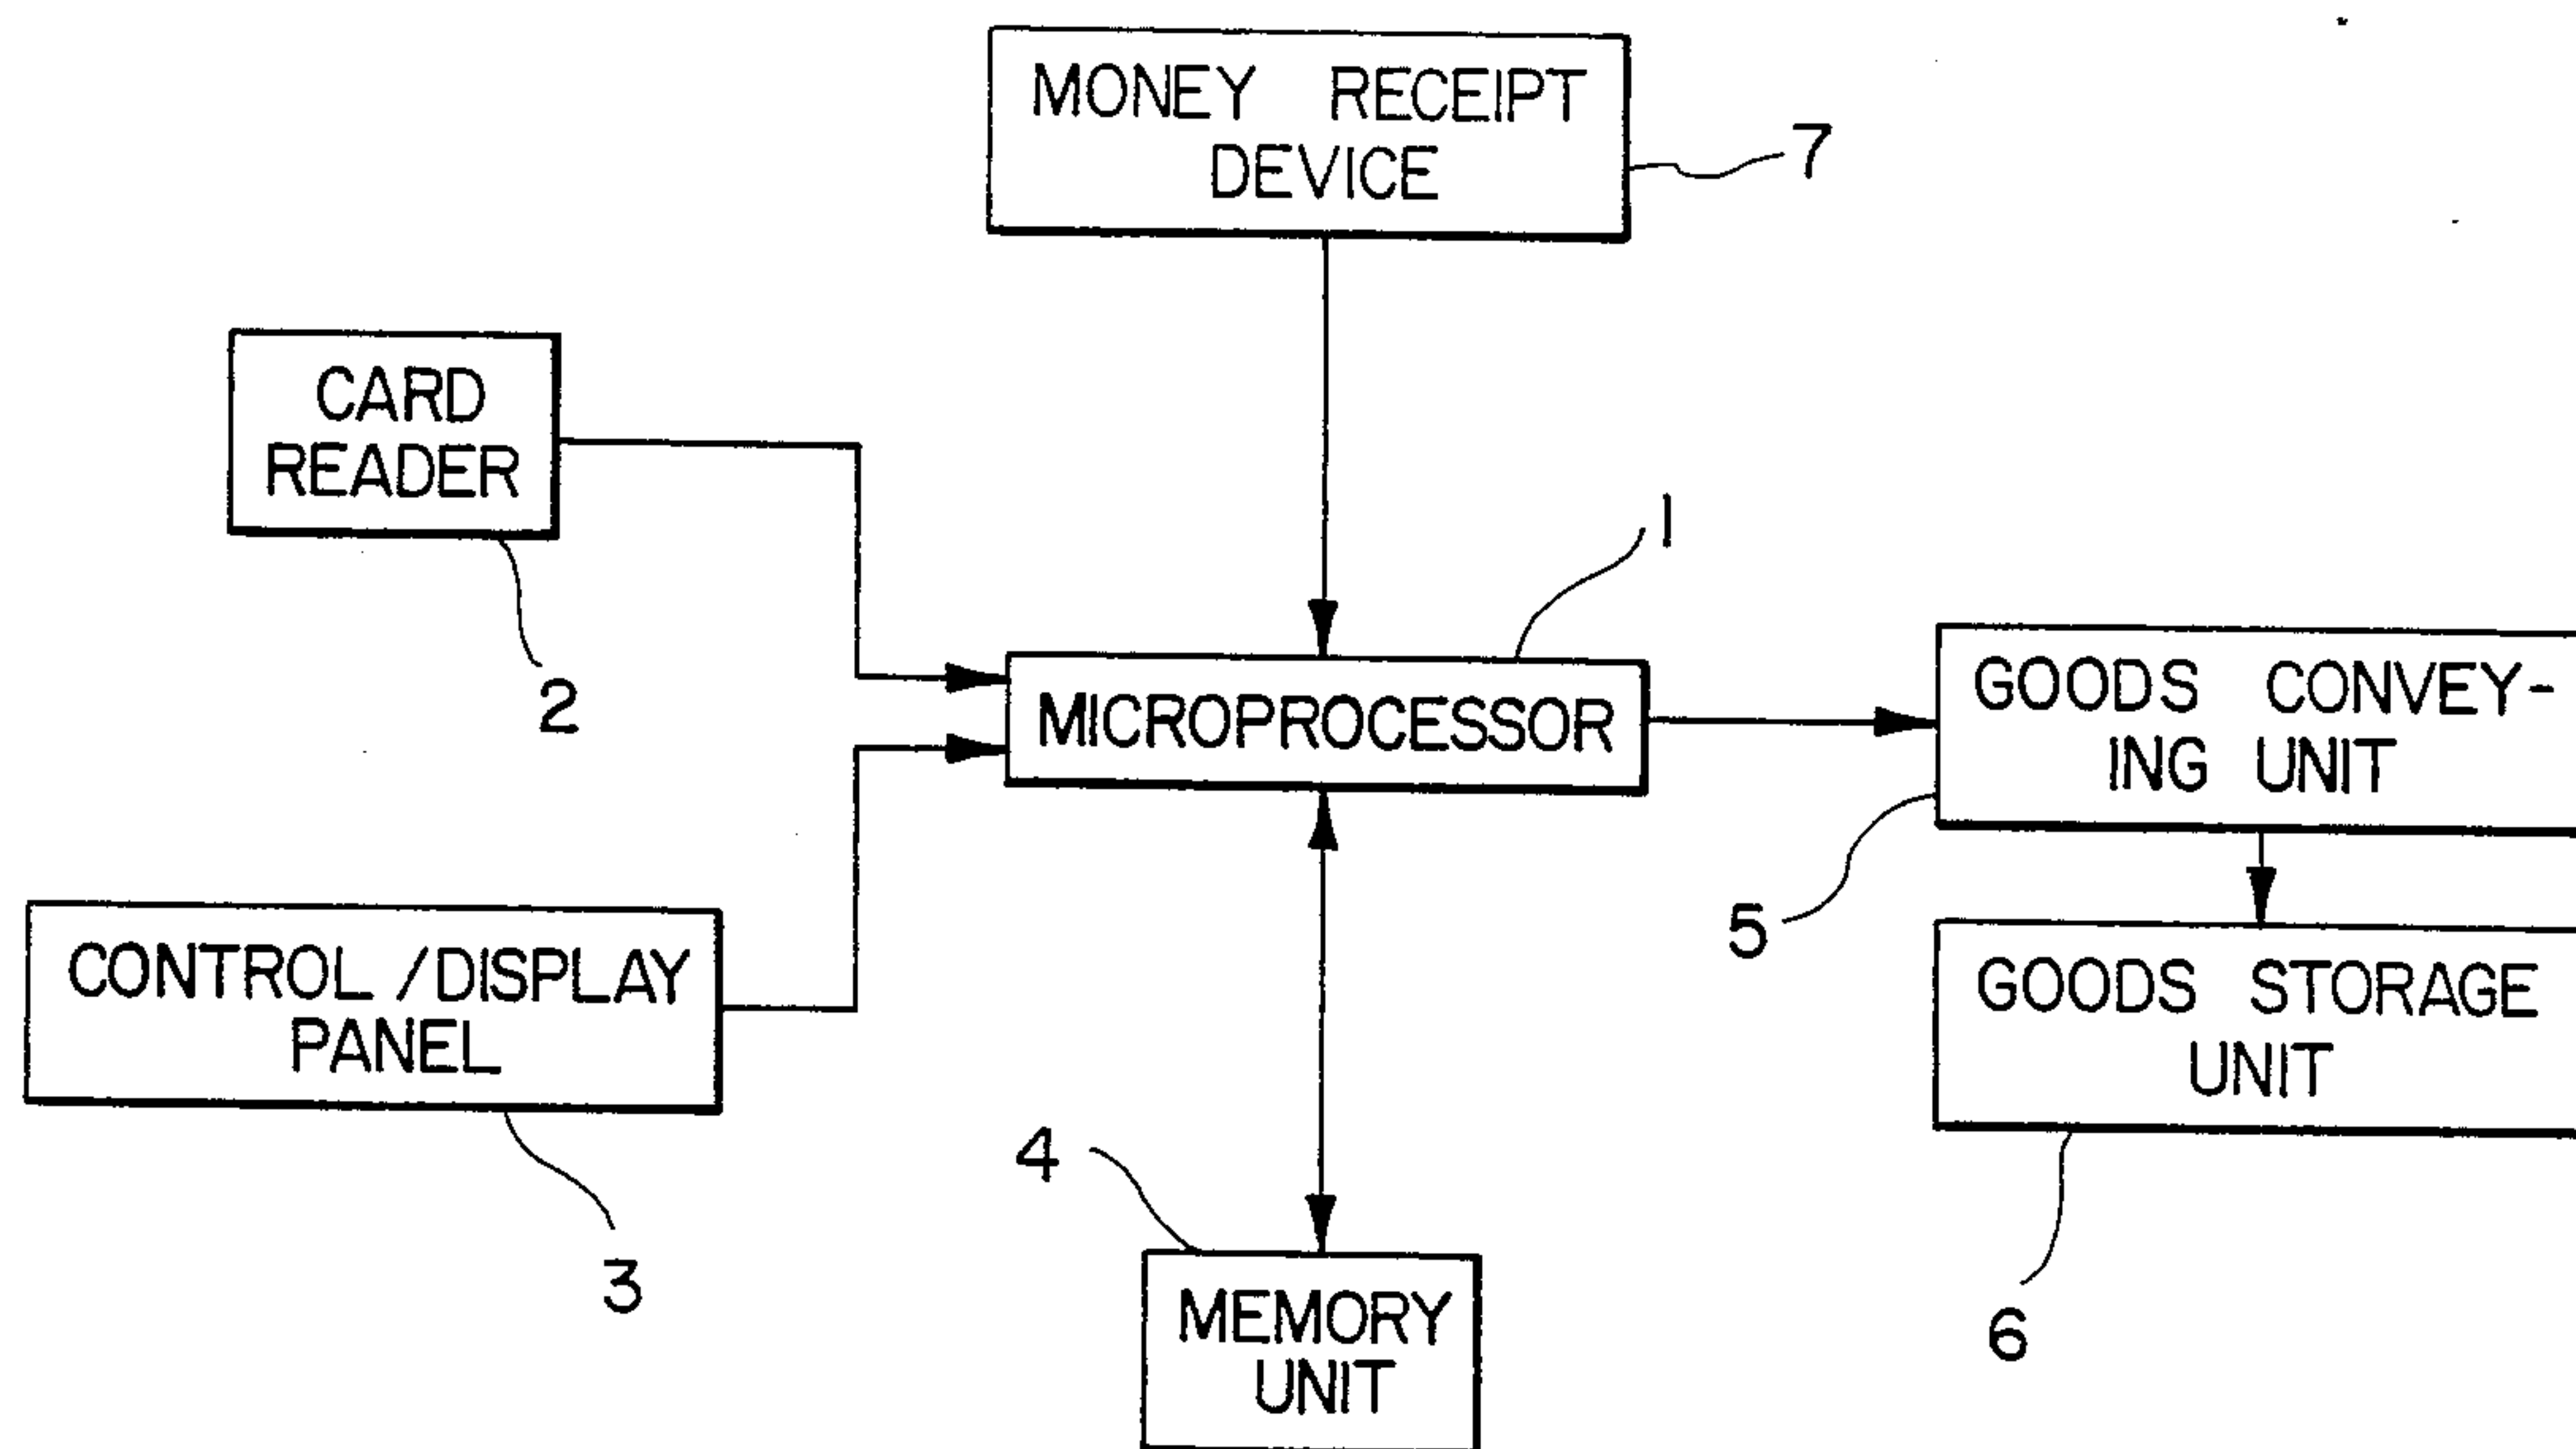 MONEY RECEIPT
DEVICE
7
CARD
READER
2
1
MICROPROCESSOR
GOODS CONVEY-
ING UNIT
5
CONTROL/DISPLAY
PANEL
3
GOODS STORAGE
UNIT
6
4
MEMORY
UNIT